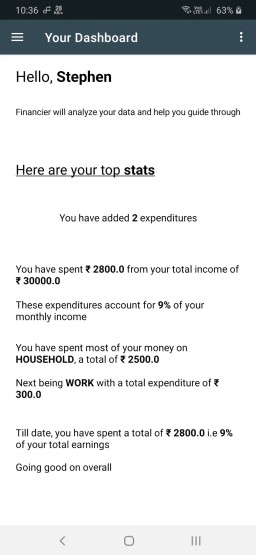 10:36
63%
Your Dashboard
Hello, Stephen
Financier will analyze your data and help you guide through
Here are your top stats
You have added 2 expenditures
You have spent ₹ 2800.0 from your total income of
₹ 30000.0
These expenditures account for 9% of your
monthly income
You have spent most of your money on
HOUSEHOLD, a total of ₹ 2500.0
Next being WORK with a total expenditure of ₹
300.0
Till date, you have spent a total of ₹ 2800.0 i.e 9%
of your total earnings
Going good on overall